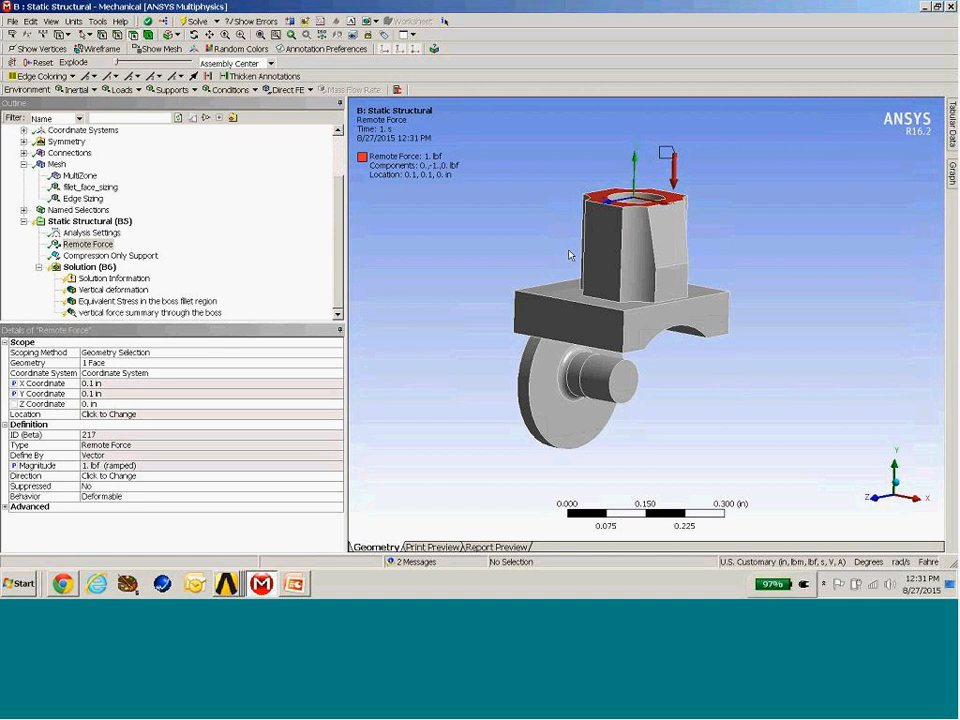 B : Static Structural - Mechanical [ANSYS Multiphysics]
File Edit View Units Tools Help Solve ?/Show Errors Worksheet
Show Vertices Wireframe Show Mesh Random Colors Annotation Preferences
Reset Explode Assembly Center
Edge Coloring Thicken Annotations
Environment Inertial Loads Supports Conditions Direct FE Mass Flow Rate
Outline
Filter: Name
Coordinate Systems
Symmetry
Connections
Mesh
MultiZone
fillet_face_sizing
Edge Sizing
Named Selections
Static Structural (B5)
Analysis Settings
Remote Force
Compression Only Support
Solution (B6)
Solution Information
Vertical deformation
Equivalent Stress in the boss fillet region
vertical force summary through the boss
Details of "Remote Force"
Scope
Scoping Method Geometry Selection
Geometry 1 Face
Coordinate System Coordinate System
P X Coordinate 0.1 in
P Y Coordinate 0.1 in
Z Coordinate 0. in
Location Click to Change
Definition
ID (Beta) 217
Type Remote Force
Define By Vector
P Magnitude 1. lbf (ramped)
Direction Click to Change
Suppressed No
Behavior Deformable
Advanced
B: Static Structural
Remote Force
Time: 1. s
8/27/2015 12:31 PM
Remote Force: 1. lbf
Components: 0.,-1.,0. lbf
Location: 0.1, 0.1, 0. in
ANSYS
R16.2
Tabular Data
Graph
Y
Z
X
0.000 0.150 0.300 (in)
0.075 0.225
Geometry Print Preview Report Preview
2 Messages No Selection U.S. Customary (in, lbm, lbf, s, V, A) Degrees rad/s Fahre
Start 97% 12:31 PM
8/27/2015